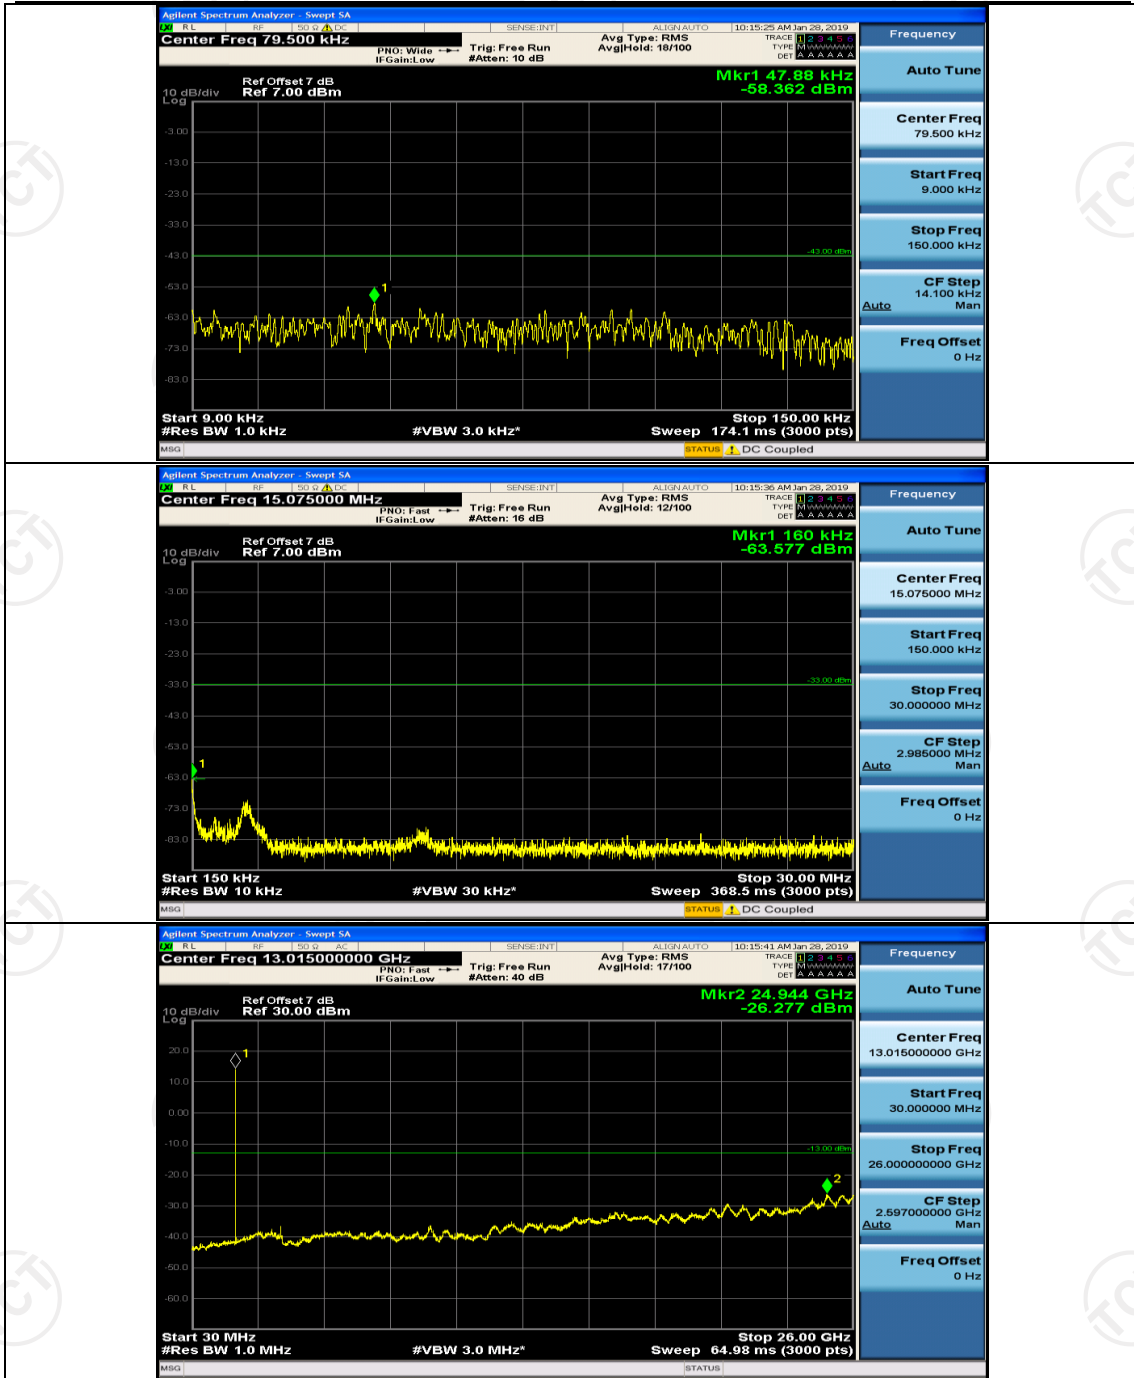 Agilent Spectrum Analyzer - Swept SA
LXI RL RF 50 Ω DC SENSE:INT ALIGN AUTO 10:15:25 AM Jan 28, 2019
Center Freq 79.500 kHz
PNO: Wide
IFGain:Low
Trig: Free Run
#Atten: 10 dB
Avg Type: RMS
Avg|Hold: 18/100
TRACE 1 2 3 4 5 6
TYPE M
DET A A A A A A
Ref Offset 7 dB
10 dB/div Ref 7.00 dBm
Log
Mkr1 47.88 kHz
-58.362 dBm
-3.00
-13.0
-23.0
-33.0
-43.0
-43.00 dBm
-53.0
1
-63.0
-73.0
-83.0
Start 9.00 kHz Stop 150.00 kHz
#Res BW 1.0 kHz #VBW 3.0 kHz* Sweep 174.1 ms (3000 pts)
MSG STATUS DC Coupled
Frequency
Auto Tune
Center Freq
79.500 kHz
Start Freq
9.000 kHz
Stop Freq
150.000 kHz
CF Step
14.100 kHz
Auto Man
Freq Offset
0 Hz
Agilent Spectrum Analyzer - Swept SA
LXI RL RF 50 Ω DC SENSE:INT ALIGN AUTO 10:15:36 AM Jan 28, 2019
Center Freq 15.075000 MHz
PNO: Fast
IFGain:Low
Trig: Free Run
#Atten: 16 dB
Avg Type: RMS
Avg|Hold: 12/100
TRACE 1 2 3 4 5 6
TYPE M
DET A A A A A A
Ref Offset 7 dB
10 dB/div Ref 7.00 dBm
Log
Mkr1 160 kHz
-63.577 dBm
-3.00
-13.0
-23.0
-33.0
-33.00 dBm
-43.0
-53.0
1
-63.0
-73.0
-83.0
Start 150 kHz Stop 30.00 MHz
#Res BW 10 kHz #VBW 30 kHz* Sweep 368.5 ms (3000 pts)
MSG STATUS DC Coupled
Frequency
Auto Tune
Center Freq
15.075000 MHz
Start Freq
150.000 kHz
Stop Freq
30.000000 MHz
CF Step
2.985000 MHz
Auto Man
Freq Offset
0 Hz
Agilent Spectrum Analyzer - Swept SA
LXI RL RF 50 Ω AC SENSE:INT ALIGN AUTO 10:15:41 AM Jan 28, 2019
Center Freq 13.015000000 GHz
PNO: Fast
IFGain:Low
Trig: Free Run
#Atten: 40 dB
Avg Type: RMS
Avg|Hold: 17/100
TRACE 1 2 3 4 5 6
TYPE M
DET A A A A A A
Ref Offset 7 dB
10 dB/div Ref 30.00 dBm
Log
Mkr2 24.944 GHz
-26.277 dBm
20.0
1
10.0
0.00
-10.0
-13.00 dBm
-20.0
2
-30.0
-40.0
-50.0
-60.0
Start 30 MHz Stop 26.00 GHz
#Res BW 1.0 MHz #VBW 3.0 MHz* Sweep 64.98 ms (3000 pts)
MSG STATUS
Frequency
Auto Tune
Center Freq
13.015000000 GHz
Start Freq
30.000000 MHz
Stop Freq
26.000000000 GHz
CF Step
2.597000000 GHz
Auto Man
Freq Offset
0 Hz